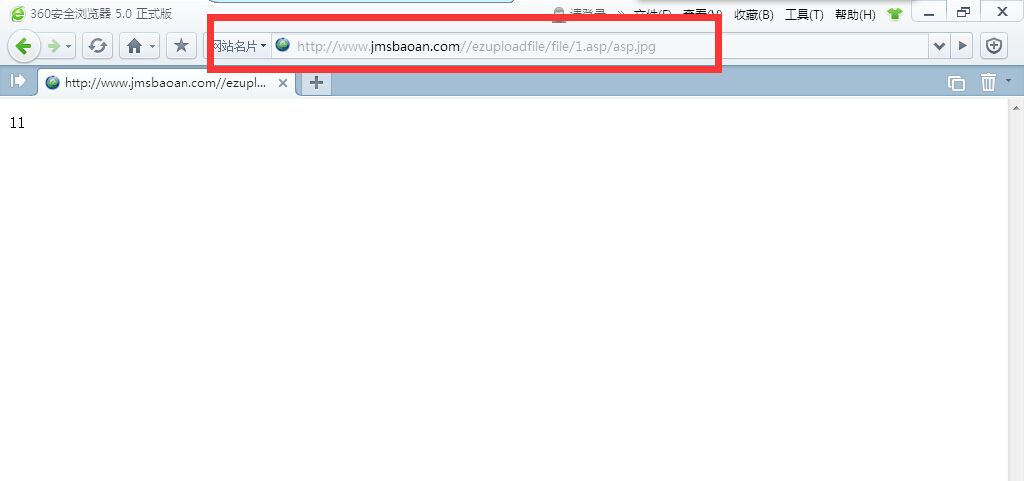 360安全浏览器 5.0 正式版
请登录 » 文件(F) 查看(V) 收藏(B) 工具(T) 帮助(H)
网站名片 http://www.jmsbaoan.com//ezuploadfile/file/1.asp/asp.jpg
http://www.jmsbaoan.com//ezupl...
11